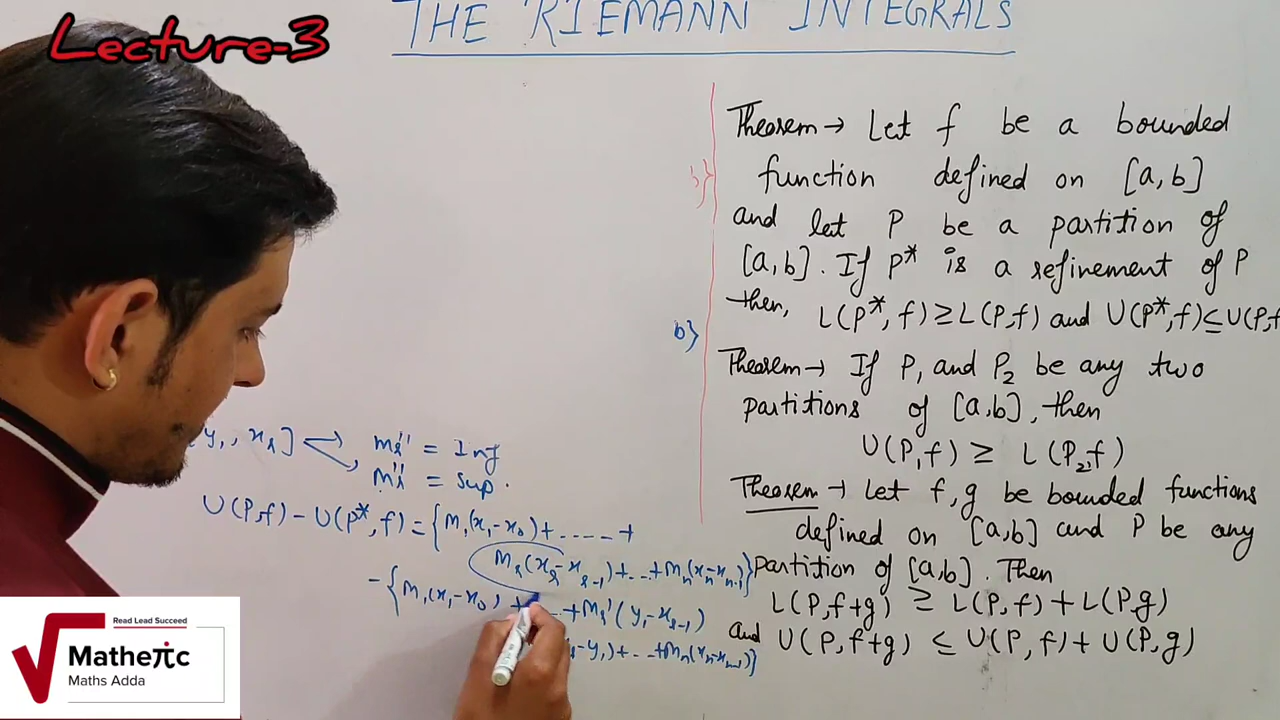 THE RIEMANN INTEGRALS
Lecture-3
y₁, xᵣ]
mᵣ'' = Inf
Mᵣ'' = Sup.
U(P,f) - U(P*,f) = {M₁(x₁-x₀)+.....+
Mᵣ(xᵣ-xᵣ₋₁)+...+Mₙ(xₙ-xₙ₋₁)}
-{M₁(x₁-x₀)+...+Mᵣ'(y₁-xᵣ₋₁)
-y₁)+...+Mₙ(xₙ-xₙ₋₁)}
b}
b}
Theorem → Let f be a bounded
function defined on [a,b]
and let P be a partition of
[a,b]. If P* is a refinement of P
then, L(P*,f) ≥ L(P,f) and U(P*,f) ≤ U(P,f
Theorem → If P₁ and P₂ be any two
partitions of [a,b], then
U(P₁,f) ≥ L(P₂,f)
Theorem → Let f,g be bounded functions
defined on [a,b] and P be any
partition of [a,b]. Then
L(P,f+g) ≥ L(P,f)+L(P,g)
and U(P,f+g) ≤ U(P,f)+U(P,g)
Read Lead Succeed
Matheπc
Maths Adda